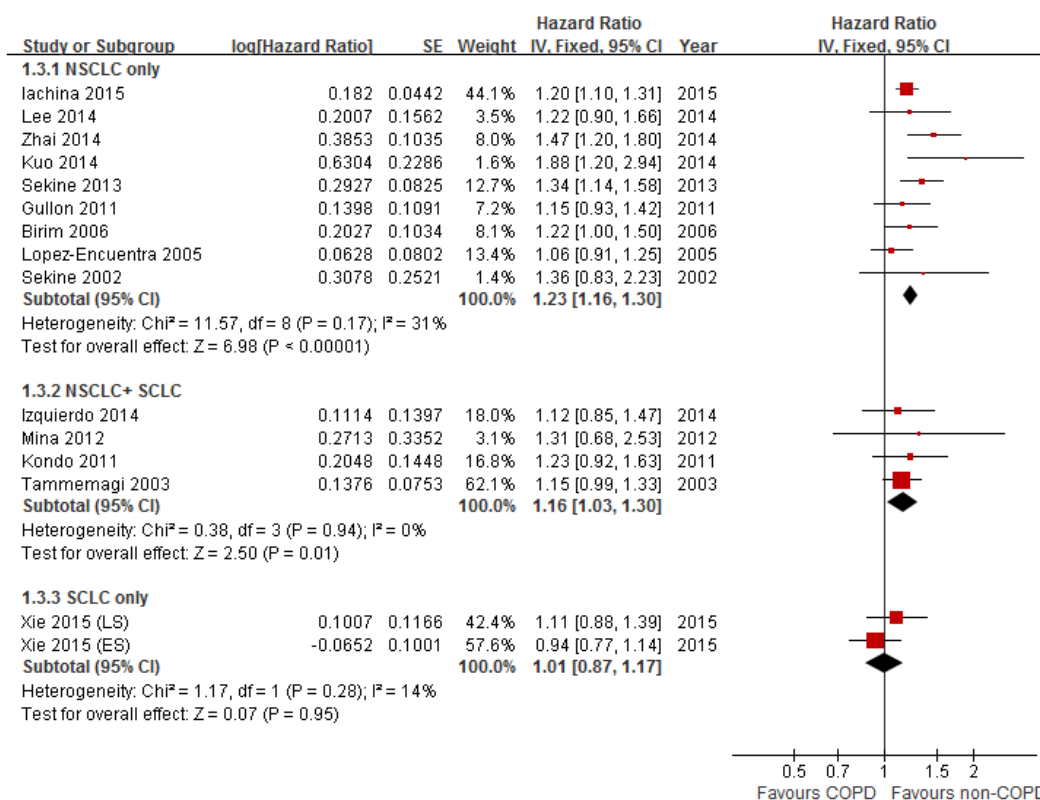 Hazard Ratio Hazard Ratio
Study or Subgroup log[Hazard Ratio] SE Weight IV, Fixed, 95% CI Year IV, Fixed, 95% CI
1.3.1 NSCLC only
Iachina 2015 0.182 0.0442 44.1% 1.20 [1.10, 1.31] 2015
Lee 2014 0.2007 0.1562 3.5% 1.22 [0.90, 1.66] 2014
Zhai 2014 0.3853 0.1035 8.0% 1.47 [1.20, 1.80] 2014
Kuo 2014 0.6304 0.2286 1.6% 1.88 [1.20, 2.94] 2014
Sekine 2013 0.2927 0.0825 12.7% 1.34 [1.14, 1.58] 2013
Gullon 2011 0.1398 0.1091 7.2% 1.15 [0.93, 1.42] 2011
Birim 2006 0.2027 0.1034 8.1% 1.22 [1.00, 1.50] 2006
Lopez-Encuentra 2005 0.0628 0.0802 13.4% 1.06 [0.91, 1.25] 2005
Sekine 2002 0.3078 0.2521 1.4% 1.36 [0.83, 2.23] 2002
Subtotal (95% CI) 100.0% 1.23 [1.16, 1.30]
Heterogeneity: Chi² = 11.57, df = 8 (P = 0.17); I² = 31%
Test for overall effect: Z = 6.98 (P < 0.00001)
1.3.2 NSCLC+ SCLC
Izquierdo 2014 0.1114 0.1397 18.0% 1.12 [0.85, 1.47] 2014
Mina 2012 0.2713 0.3352 3.1% 1.31 [0.68, 2.53] 2012
Kondo 2011 0.2048 0.1448 16.8% 1.23 [0.92, 1.63] 2011
Tammemagi 2003 0.1376 0.0753 62.1% 1.15 [0.99, 1.33] 2003
Subtotal (95% CI) 100.0% 1.16 [1.03, 1.30]
Heterogeneity: Chi² = 0.38, df = 3 (P = 0.94); I² = 0%
Test for overall effect: Z = 2.50 (P = 0.01)
1.3.3 SCLC only
Xie 2015 (LS) 0.1007 0.1166 42.4% 1.11 [0.88, 1.39] 2015
Xie 2015 (ES) -0.0652 0.1001 57.6% 0.94 [0.77, 1.14] 2015
Subtotal (95% CI) 100.0% 1.01 [0.87, 1.17]
Heterogeneity: Chi² = 1.17, df = 1 (P = 0.28); I² = 14%
Test for overall effect: Z = 0.07 (P = 0.95)
0.5 0.7 1 1.5 2
Favours COPD Favours non-COPD